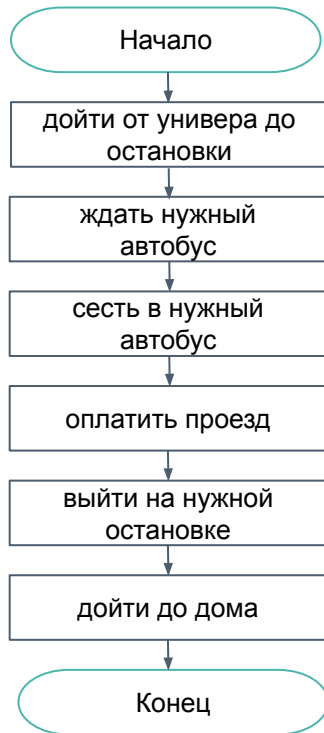 Начало
дойти от универа до
остановки
ждать нужный
автобус
сесть в нужный
автобус
оплатить проезд
выйти на нужной
остановке
дойти до дома
Конец